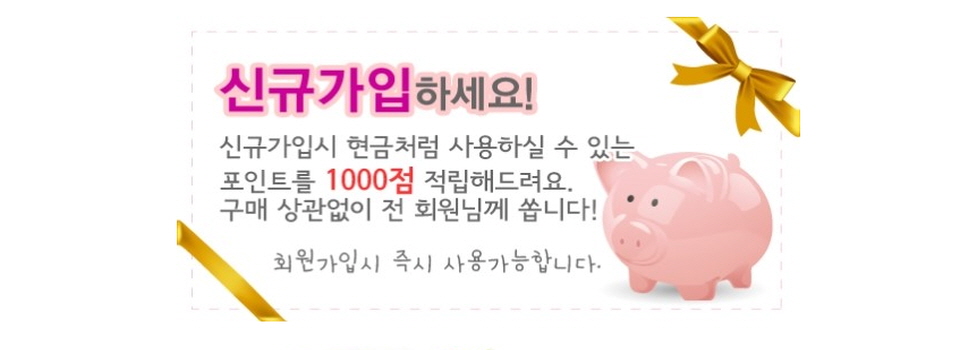 신규가입하세요!
신규가입시 현금처럼 사용하실 수 있는
포인트를 1000점 적립해드려요.
구매 상관없이 전 회원님께 쏩니다!
회원가입시 즉시 사용가능합니다.